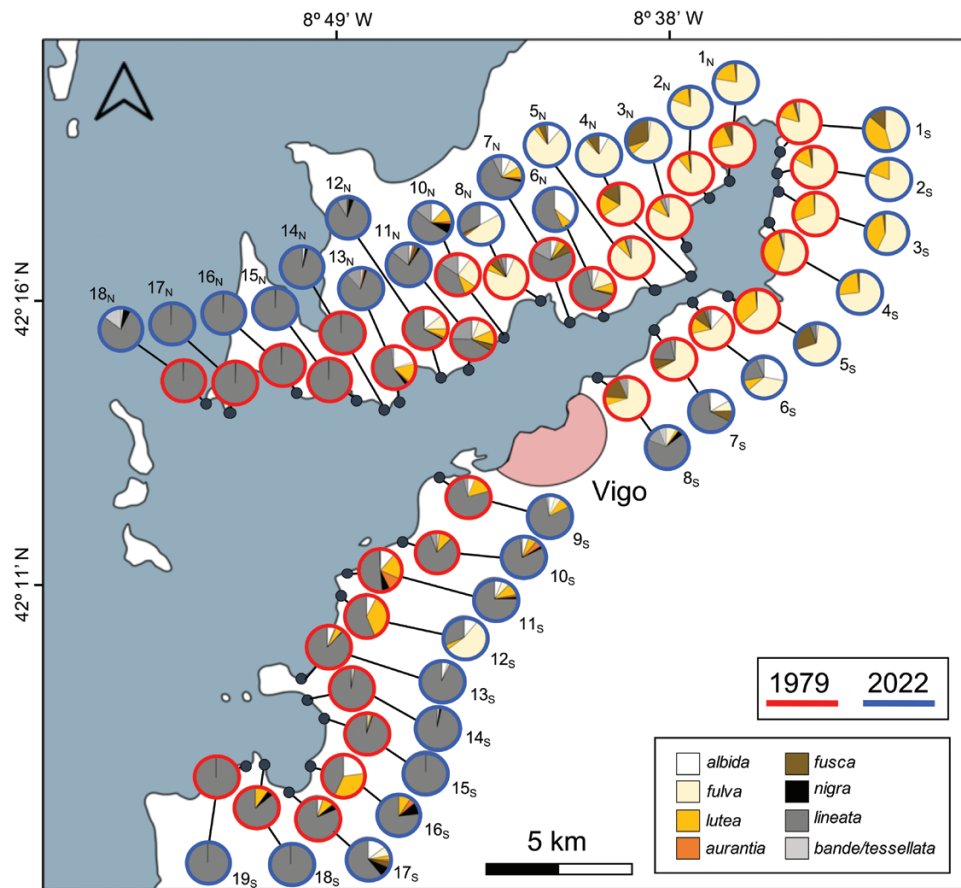 8º 49' W
8º 38' W
1N
2N
3N
4N
5N
6N
7N
8N
10N
11N
12N
13N
14N
15N
16N
17N
18N
42º 16' N
42º 11' N
1S
2S
3S
4S
5S
6S
7S
8S
Vigo
9S
10S
11S
12S
13S
14S
15S
16S
17S
18S
19S
1979 2022
albida fusca
fulva nigra
lutea lineata
aurantia bande/tessellata
5 km